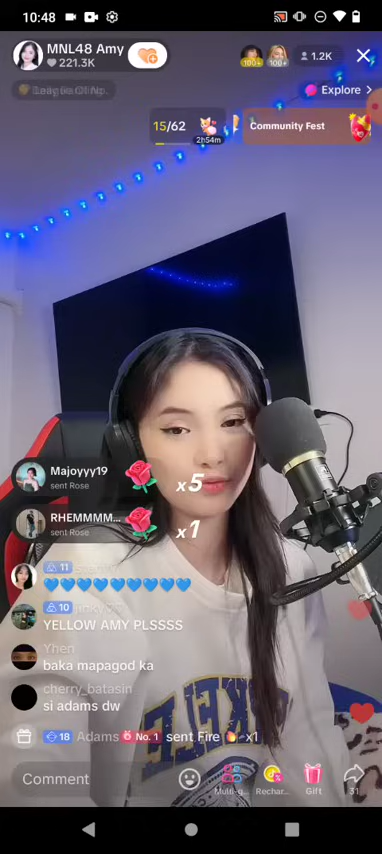 10:48
MNL48 Amy
221.3K
100+
100+
1.2K
Explore >
15/62
2h54m
Community Fest
Majoyyy19
sent Rose
x5
RHEMMMM...
sent Rose
x1
11
10
YELLOW AMY PLSSSS
Yhen
baka mapagod ka
cherry_batasin
si adams dw
18 Adams No. 1 sent Fire x1
Comment
Multi-g...
Rechar...
Gift
31